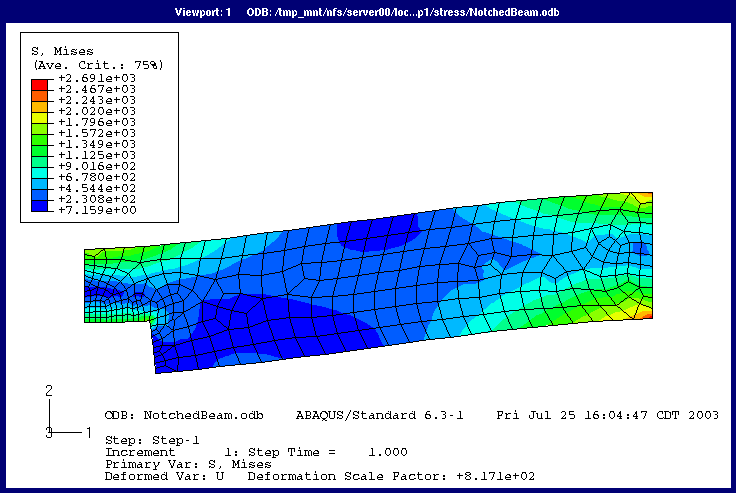 Viewport: 1 ODB: /tmp_mnt/nfs/server00/loc...p1/stress/NotchedBeam.odb
S, Mises
(Ave. Crit.: 75%)
+2.691e+03
+2.467e+03
+2.243e+03
+2.020e+03
+1.796e+03
+1.572e+03
+1.349e+03
+1.125e+03
+9.016e+02
+6.780e+02
+4.544e+02
+2.308e+02
+7.159e+00
2
3 1
ODB: NotchedBeam.odb ABAQUS/Standard 6.3-1 Fri Jul 25 16:04:47 CDT 2003
Step: Step-1
Increment 1: Step Time = 1.000
Primary Var: S, Mises
Deformed Var: U Deformation Scale Factor: +8.171e+02